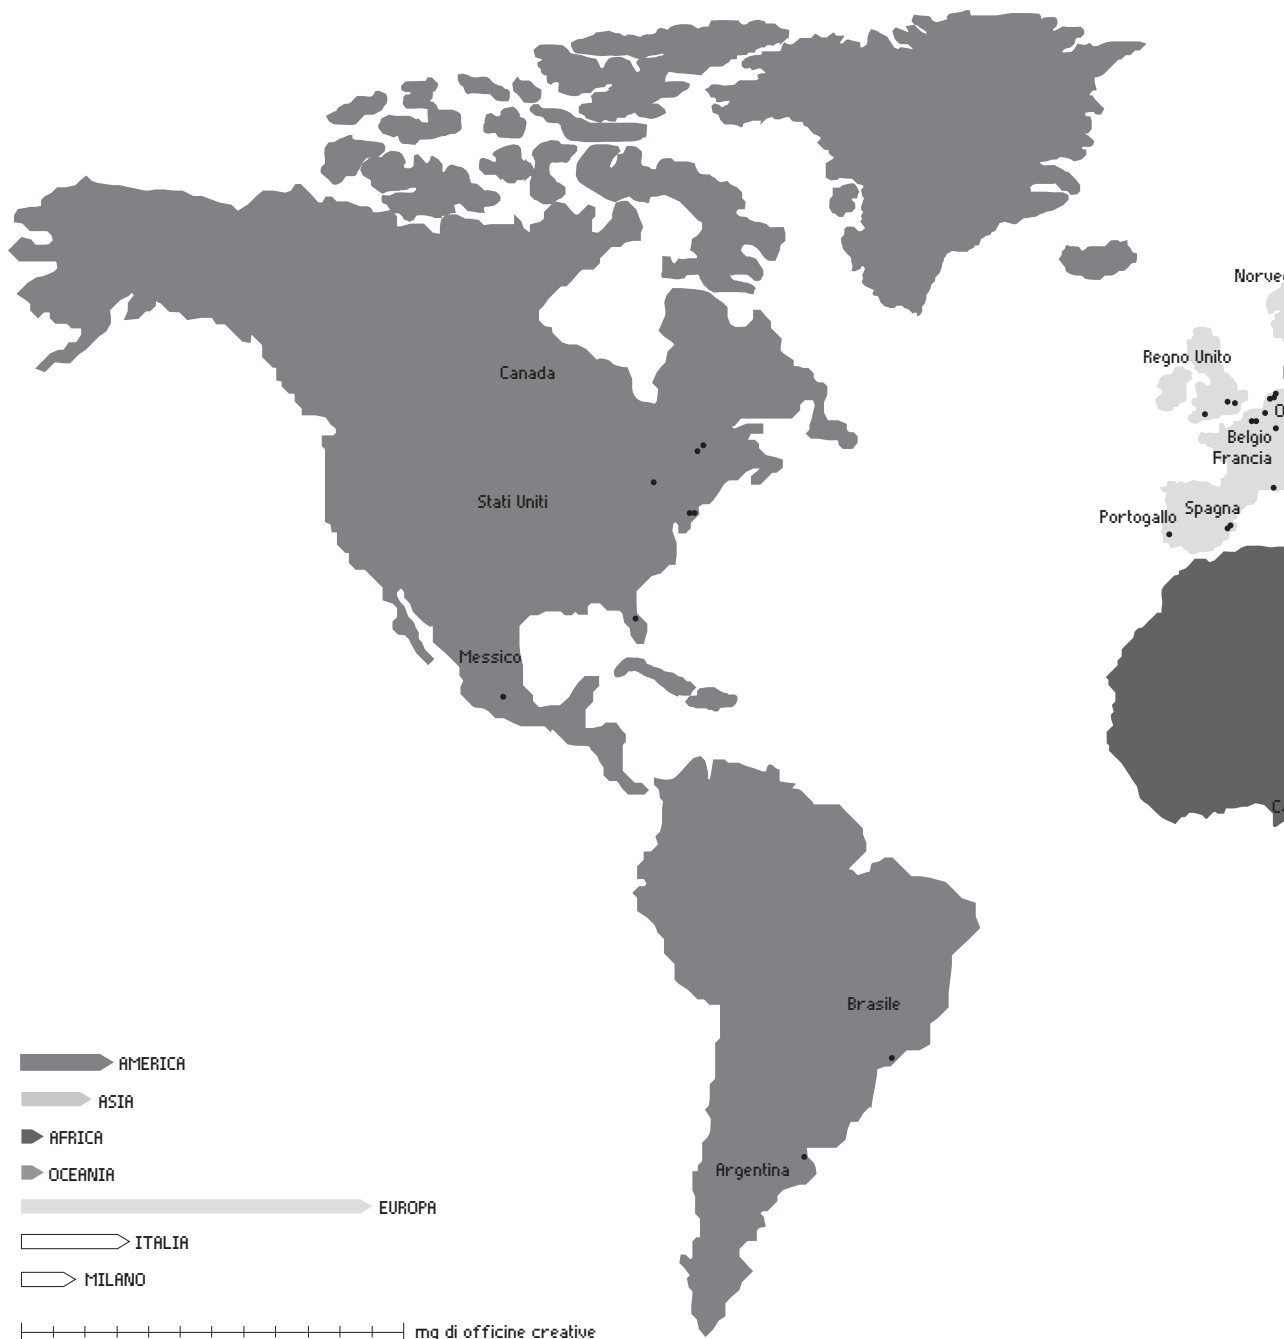 Norve
Regno Unito
Canada
O
Belgio
Francia
Stati Uniti
Spagna
Portogallo
Messico
C
Brasile
AMERICA
ASIA
AFRICA
Argentina
OCEANIA
EUROPA
ITALIA
MILANO
mq di officine creative